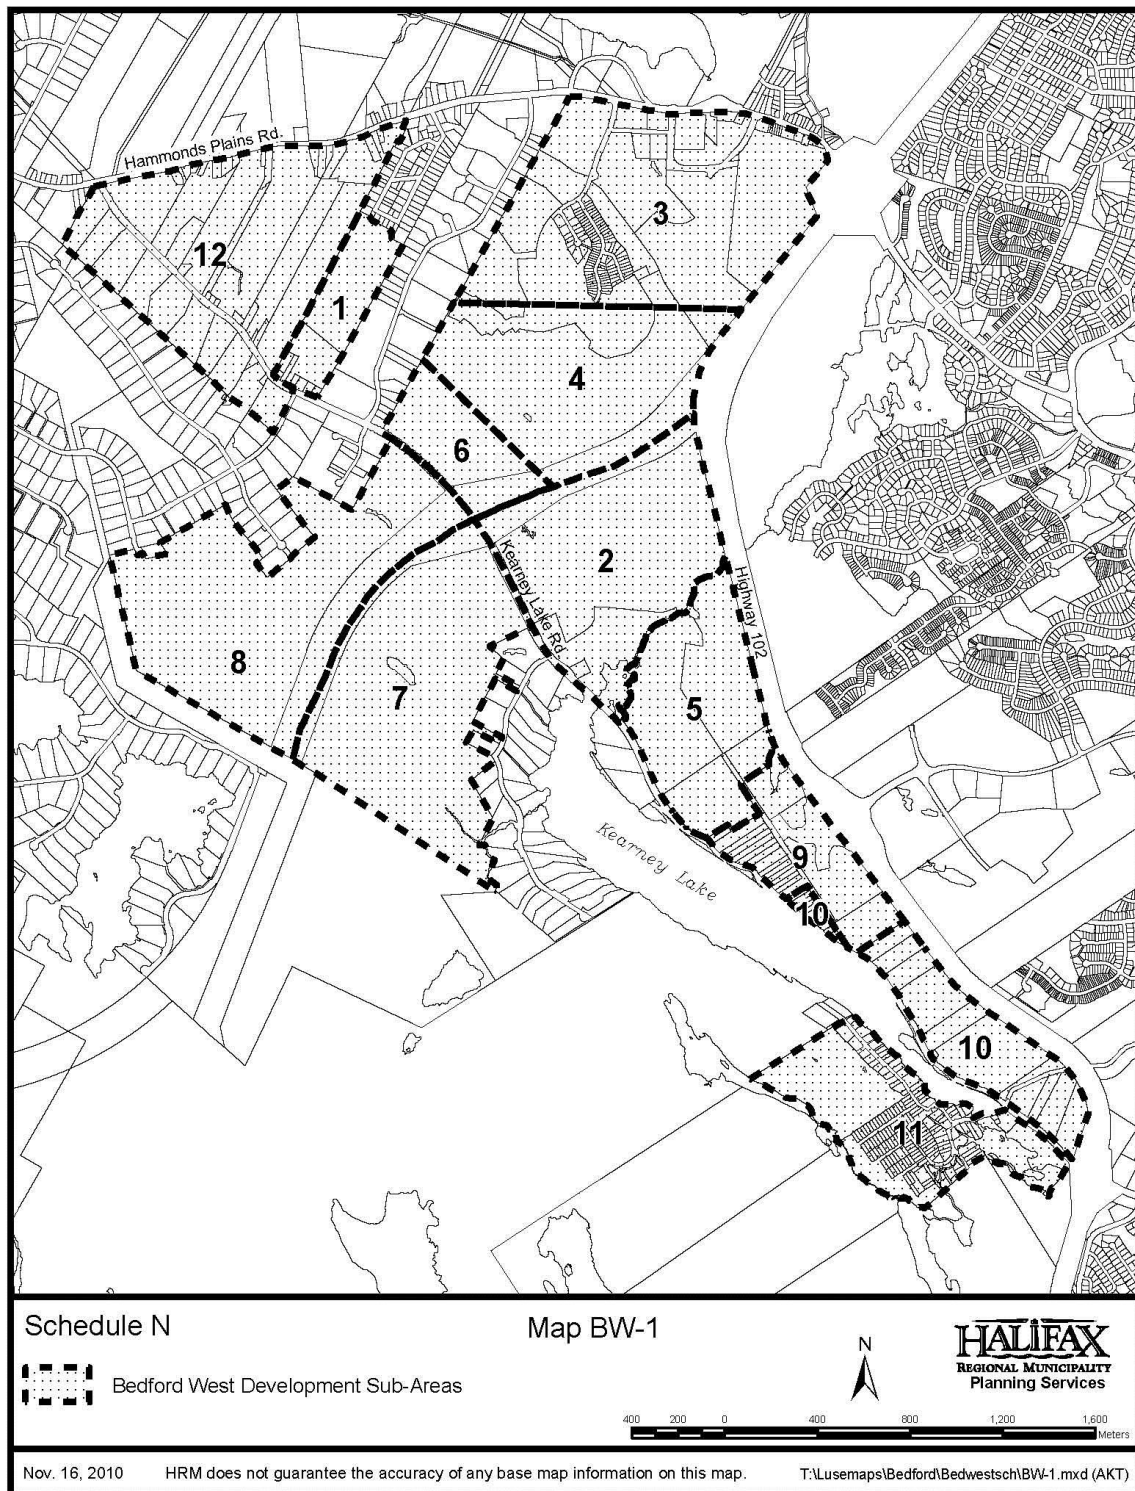 Hammonds Plains Rd.
3
12
1
4
6
2
Kearney Lake Rd.
Highway 102
8
7
5
Kearney Lake
9
10
10
11
Schedule N
Map BW-1
N
HALIFAX
REGIONAL MUNICIPALITY
Planning Services
Bedford West Development Sub-Areas
400 200 0 400 800 1,200 1,600
Meters
Nov. 16, 2010 HRM does not guarantee the accuracy of any base map information on this map. T:\Lusemaps\Bedford\Bedwestsch\BW-1.mxd (AKT)